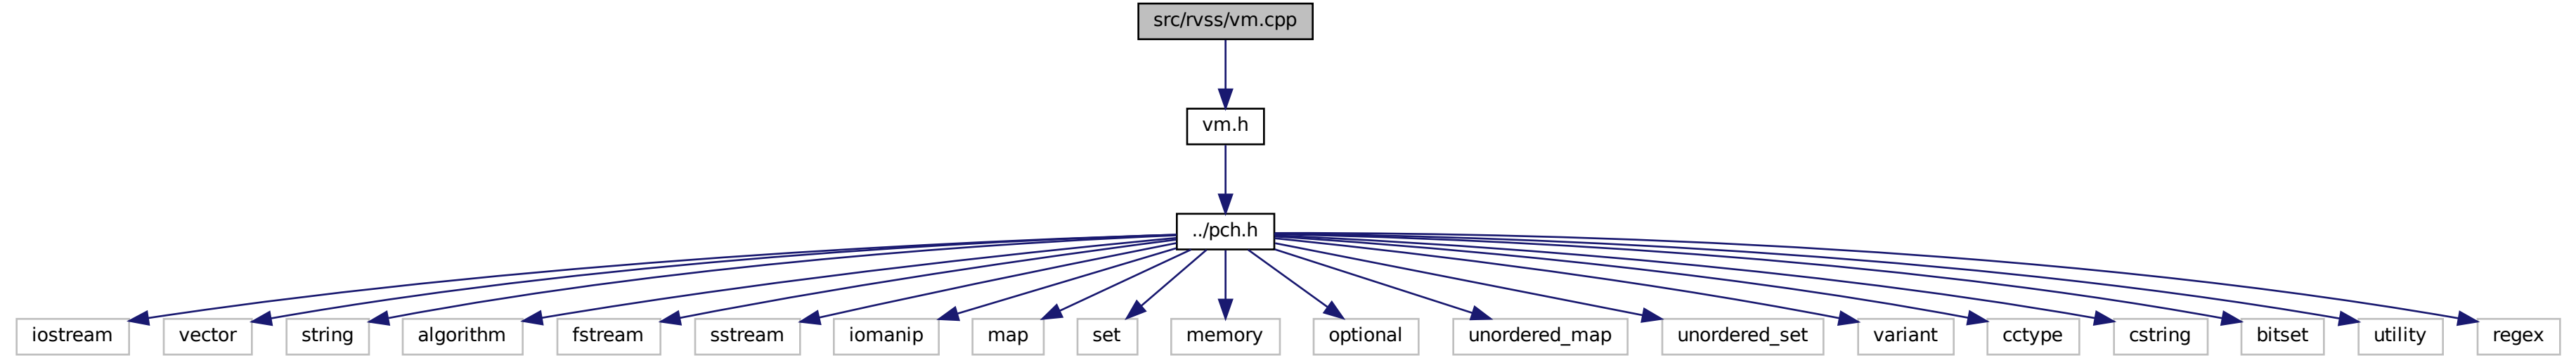 src/rvss/vm.cpp
vm.h
../pch.h
iostream
vector
string
algorithm
fstream
sstream
iomanip
map
set
memory
optional
unordered_map
unordered_set
variant
cctype
cstring
bitset
utility
regex